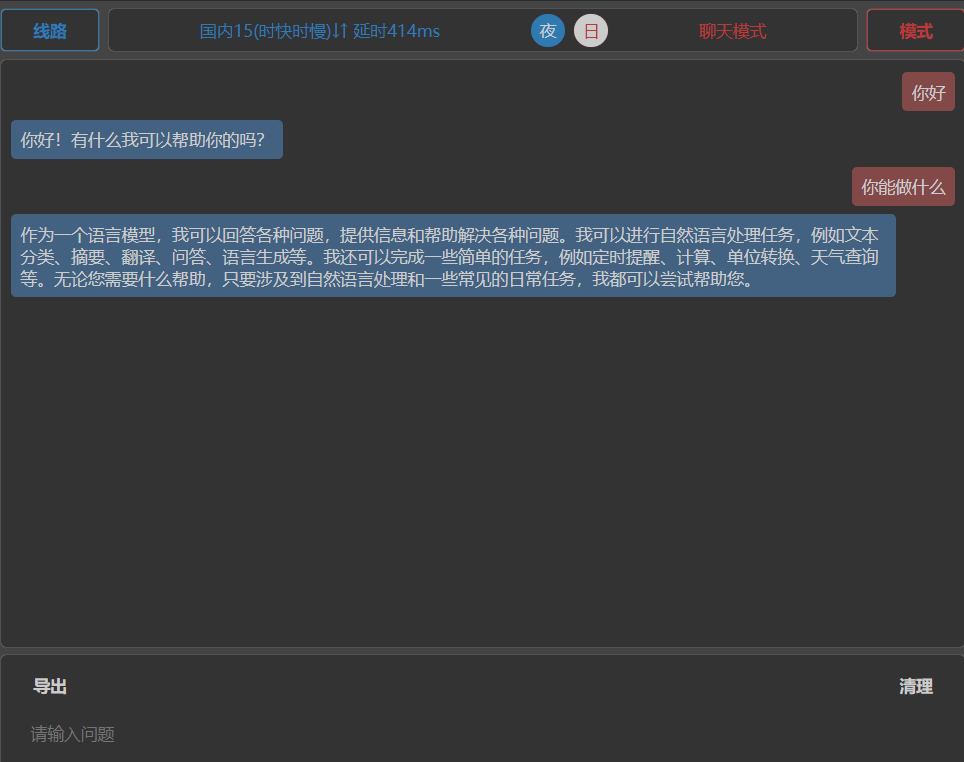 线路
国内15(时快时慢)↓↑ 延时414ms
夜
日
聊天模式
模式
你好
你好！有什么我可以帮助你的吗？
你能做什么
作为一个语言模型，我可以回答各种问题，提供信息和帮助解决各种问题。我可以进行自然语言处理任务，例如文本
分类、摘要、翻译、问答、语言生成等。我还可以完成一些简单的任务，例如定时提醒、计算、单位转换、天气查询
等。无论您需要什么帮助，只要涉及到自然语言处理和一些常见的日常任务，我都可以尝试帮助您。
导出
清理
请输入问题